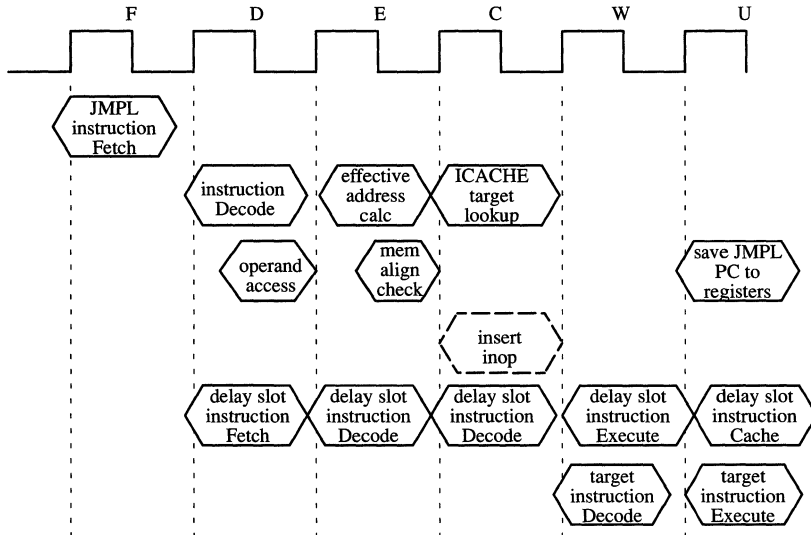 F D E C W U
JMPL
instruction
Fetch
instruction
Decode
effective
address
calc
ICACHE
target
lookup
operand
access
mem
align
check
save JMPL
PC to
registers
insert
inop
delay slot
instruction
Fetch
delay slot
instruction
Decode
delay slot
instruction
Decode
delay slot
instruction
Execute
delay slot
instruction
Cache
target
instruction
Decode
target
instruction
Execute